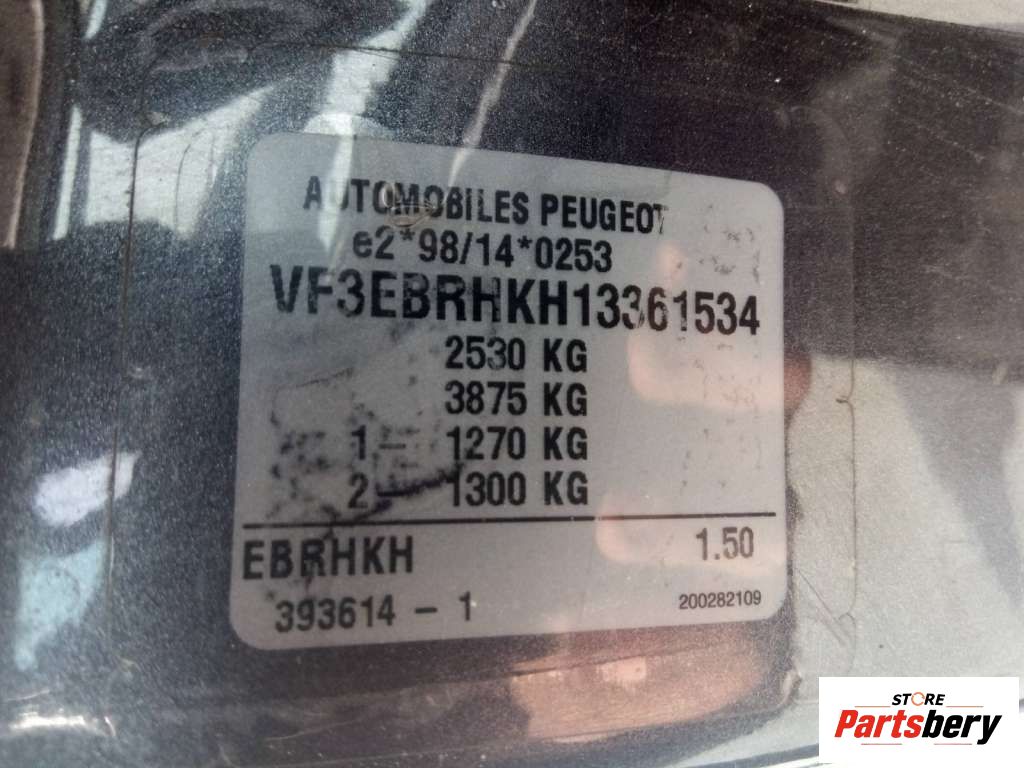 AUTOMOBILES PEUGEOT
e2*98/14*0253
VF3EBRHKH13361534
2530 KG
3875 KG
1- 1270 KG
2- 1300 KG
EBRHKH 1.50
393614 - 1 200282109
STORE
Partsbery